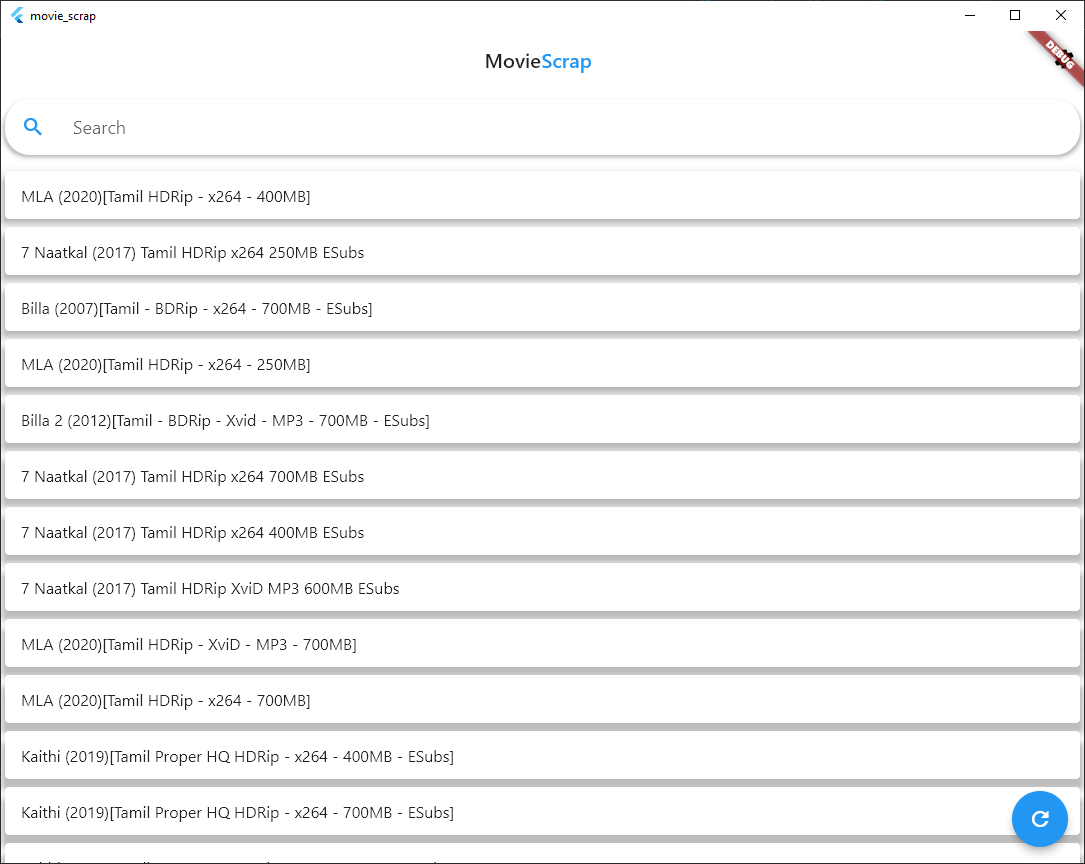 movie_scrap
DEBUG
MovieScrap
Search
MLA (2020)[Tamil HDRip - x264 - 400MB]
7 Naatkal (2017) Tamil HDRip x264 250MB ESubs
Billa (2007)[Tamil - BDRip - x264 - 700MB - ESubs]
MLA (2020)[Tamil HDRip - x264 - 250MB]
Billa 2 (2012)[Tamil - BDRip - Xvid - MP3 - 700MB - ESubs]
7 Naatkal (2017) Tamil HDRip x264 700MB ESubs
7 Naatkal (2017) Tamil HDRip x264 400MB ESubs
7 Naatkal (2017) Tamil HDRip XviD MP3 600MB ESubs
MLA (2020)[Tamil HDRip - XviD - MP3 - 700MB]
MLA (2020)[Tamil HDRip - x264 - 700MB]
Kaithi (2019)[Tamil Proper HQ HDRip - x264 - 400MB - ESubs]
Kaithi (2019)[Tamil Proper HQ HDRip - x264 - 700MB - ESubs]